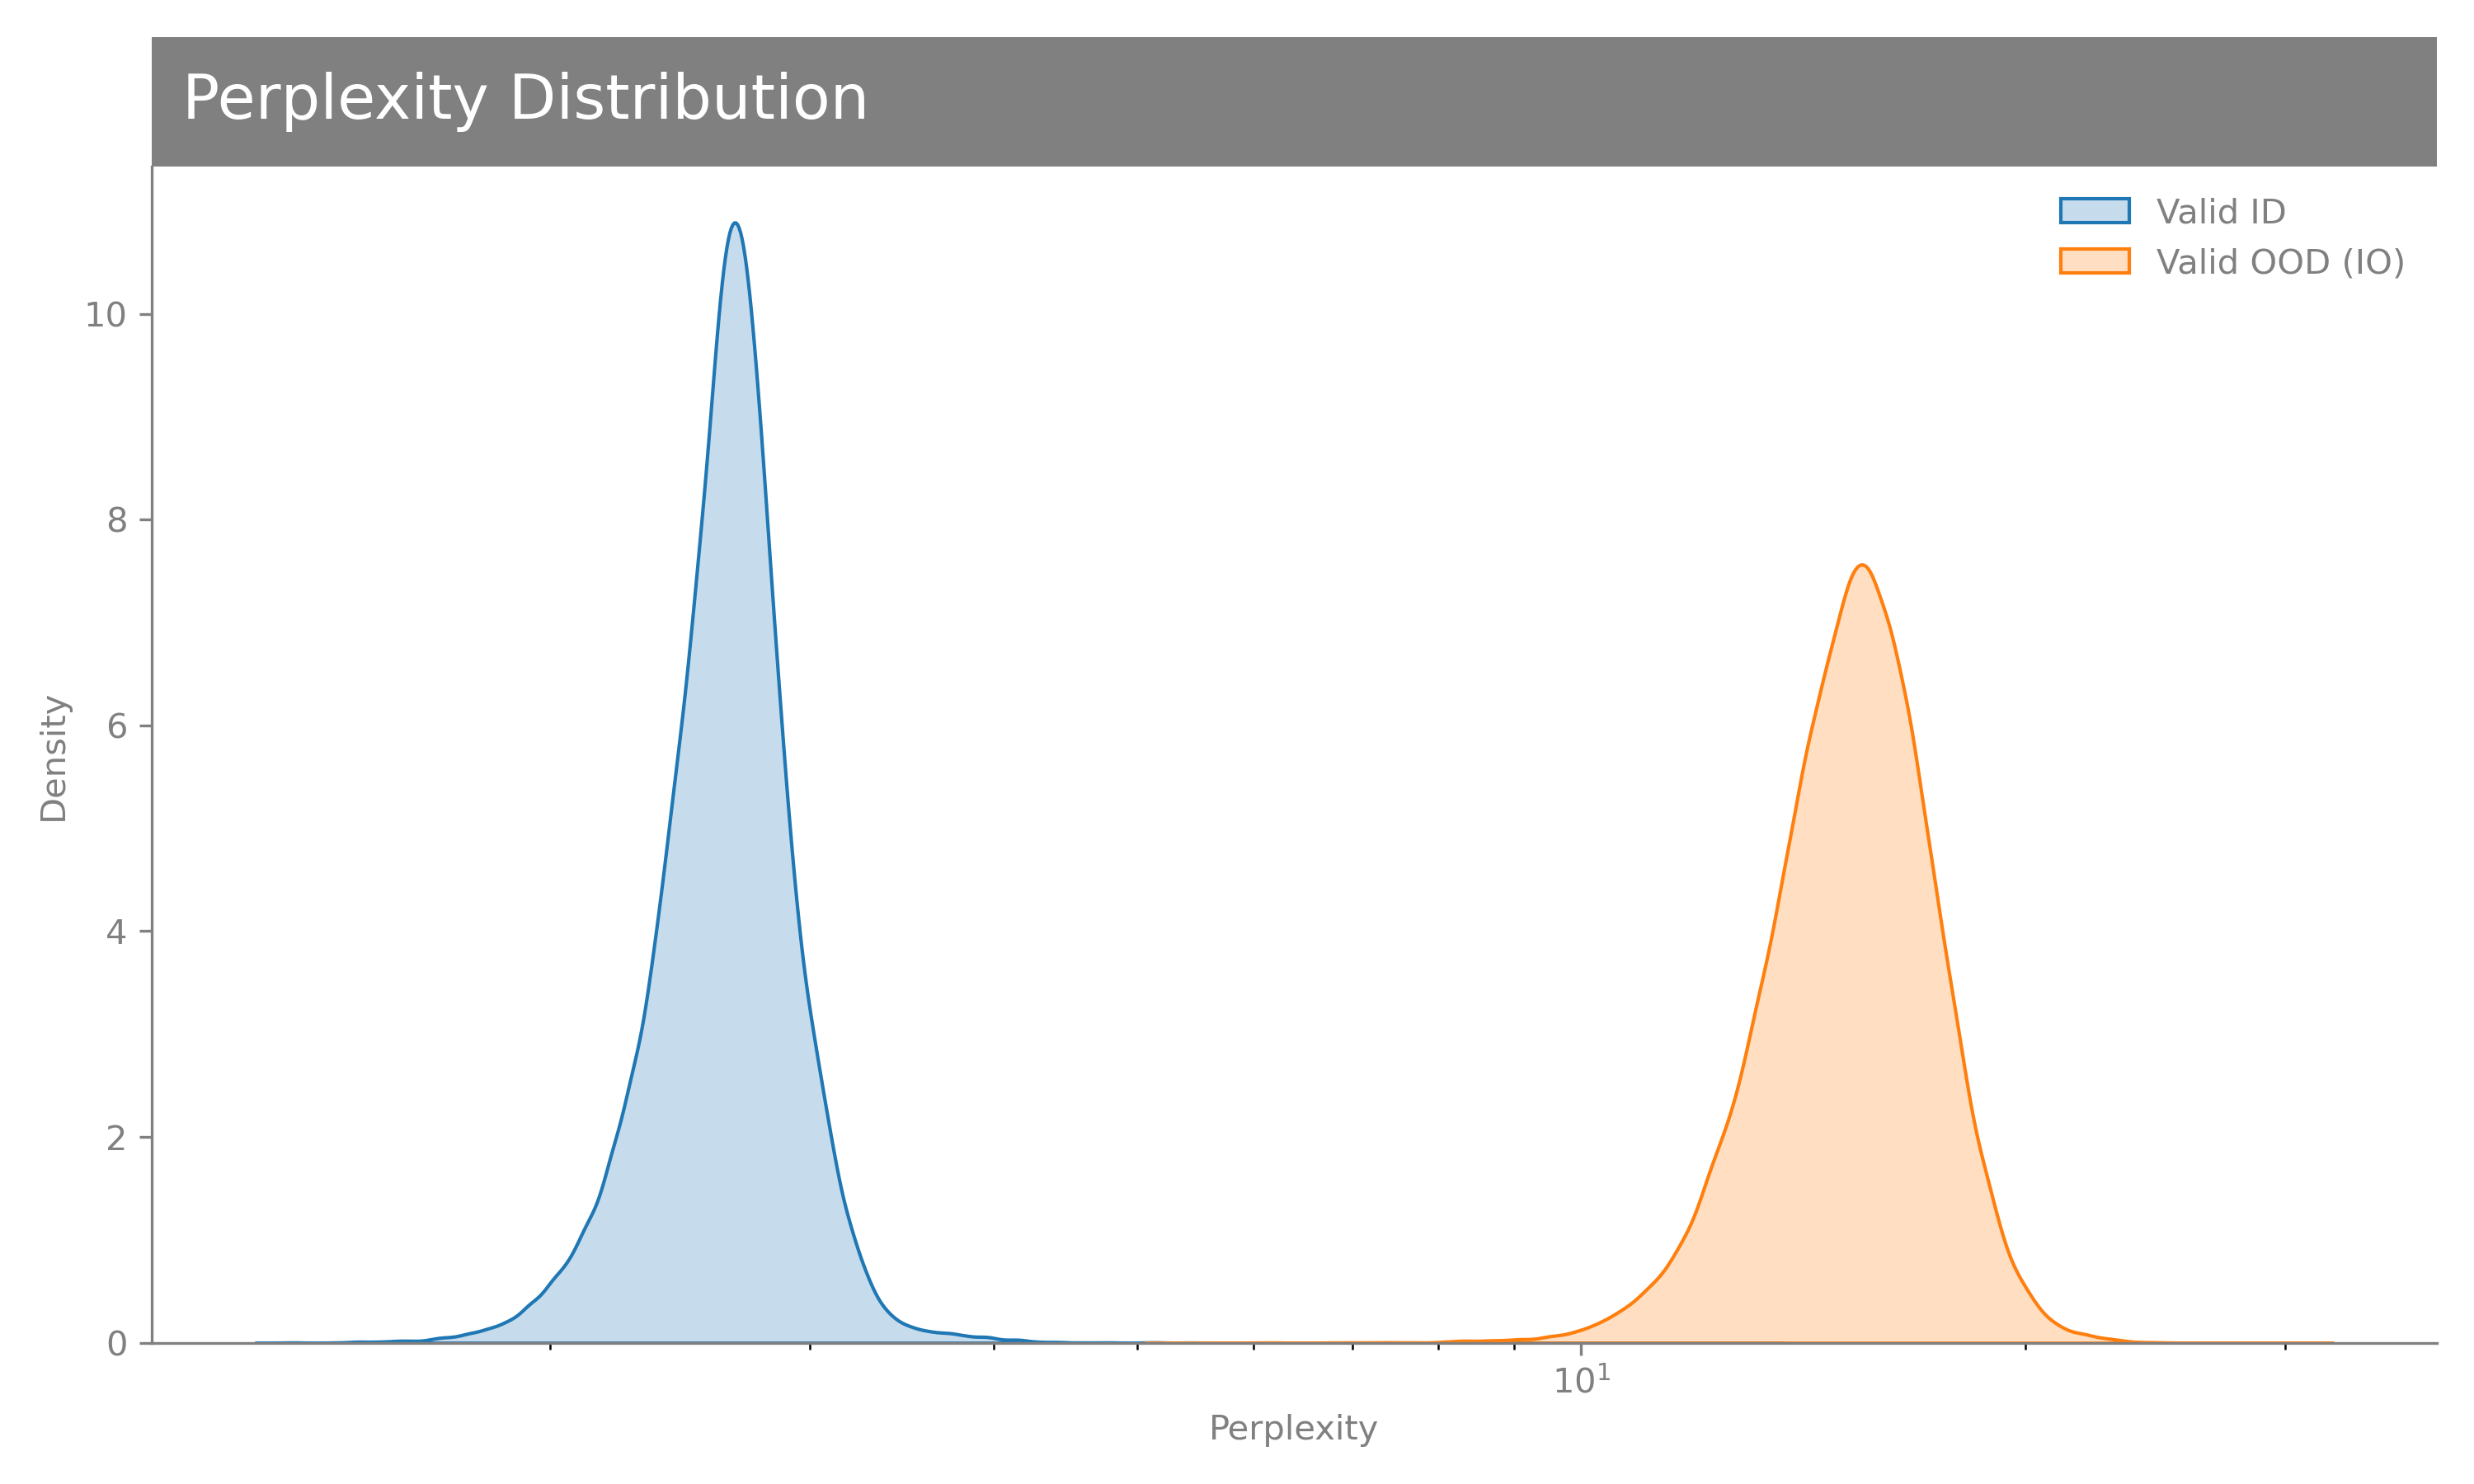 Perplexity Distribution
Valid ID
Valid OOD (IO)
10
8
6
4
2
0
Density
10¹
Perplexity